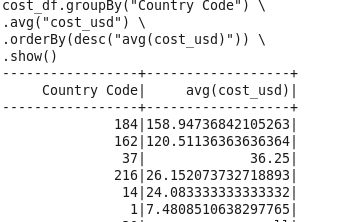 cost_df.groupBy("Country Code") \
.avg("cost_usd") \
.orderBy(desc("avg(cost_usd)")) \
.show()
----------------+------------------+
Country Code|     avg(cost_usd)|
----------------+------------------+
184|158.94736842105263|
162|120.51136363636364|
37|             36.25|
216|26.152073732718893|
14|24.083333333333332|
1|7.4808510638297765|